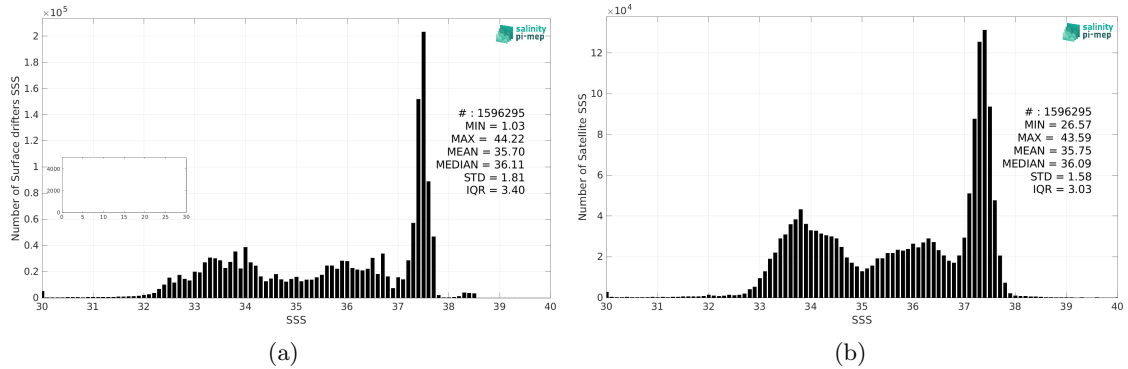 ×10⁵
2
1.8
1.6
1.4
1.2
1
0.8
0.6
0.4
0.2
0
Number of Surface drifters SSS
salinity
pi-mep
# : 1596295
MIN = 1.03
MAX = 44.22
MEAN = 35.70
MEDIAN = 36.11
STD = 1.81
IQR = 3.40
4000
2000
0
0 5 10 15 20 25 30
30 31 32 33 34 35 36 37 38 39 40
SSS
(a)
×10⁴
12
10
8
6
4
2
0
Number of Satellite SSS
salinity
pi-mep
# : 1596295
MIN = 26.57
MAX = 43.59
MEAN = 35.75
MEDIAN = 36.09
STD = 1.58
IQR = 3.03
30 31 32 33 34 35 36 37 38 39 40
SSS
(b)